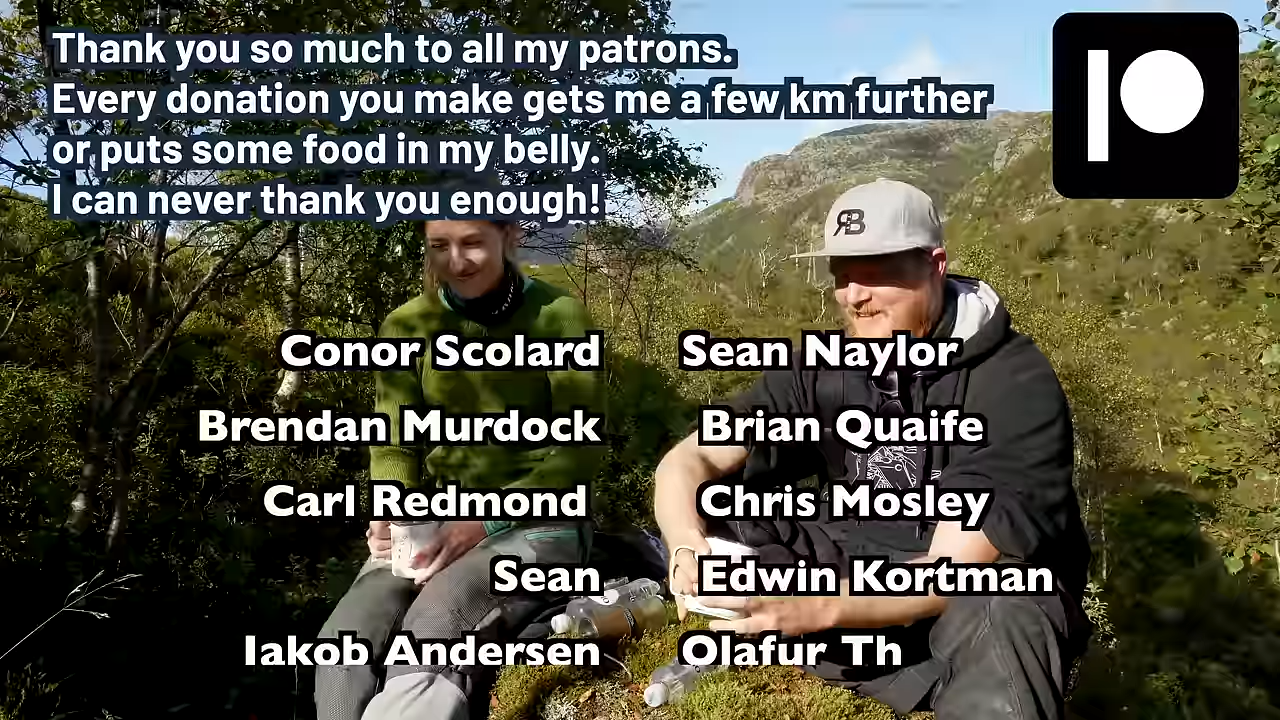 Thank you so much to all my patrons.
Every donation you make gets me a few km further
or puts some food in my belly.
I can never thank you enough!
RB
Conor Scolard Sean Naylor
Brendan Murdock Brian Quaife
Carl Redmond Chris Mosley
Sean Edwin Kortman
Iakob Andersen Olafur Th